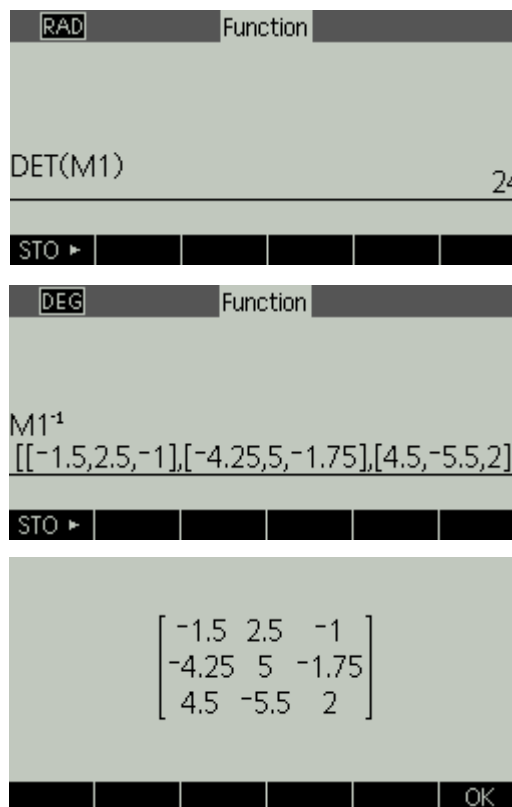 RAD Function
DET(M1)
24
STO ►
DEG Function
M1⁻¹
[[⁻1.5,2.5,⁻1],[⁻4.25,5,⁻1.75],[4.5,⁻5.5,2]
STO ►
⁻1.5 2.5 ⁻1
⁻4.25 5 ⁻1.75
4.5 ⁻5.5 2
OK